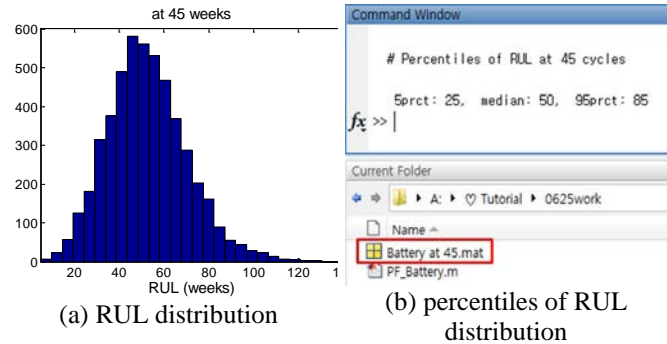 at 45 weeks
600
500
400
300
200
100
0
20 40 60 80 100 120 1
RUL (weeks)
(a) RUL distribution
Command Window
# Percentiles of RUL at 45 cycles
5prct: 25, median: 50, 95prct: 85
fx >>
Current Folder
A: ▸ ♡ Tutorial ▸ 0625work
Name
Battery at 45.mat
PF_Battery.m
(b) percentiles of RUL
distribution